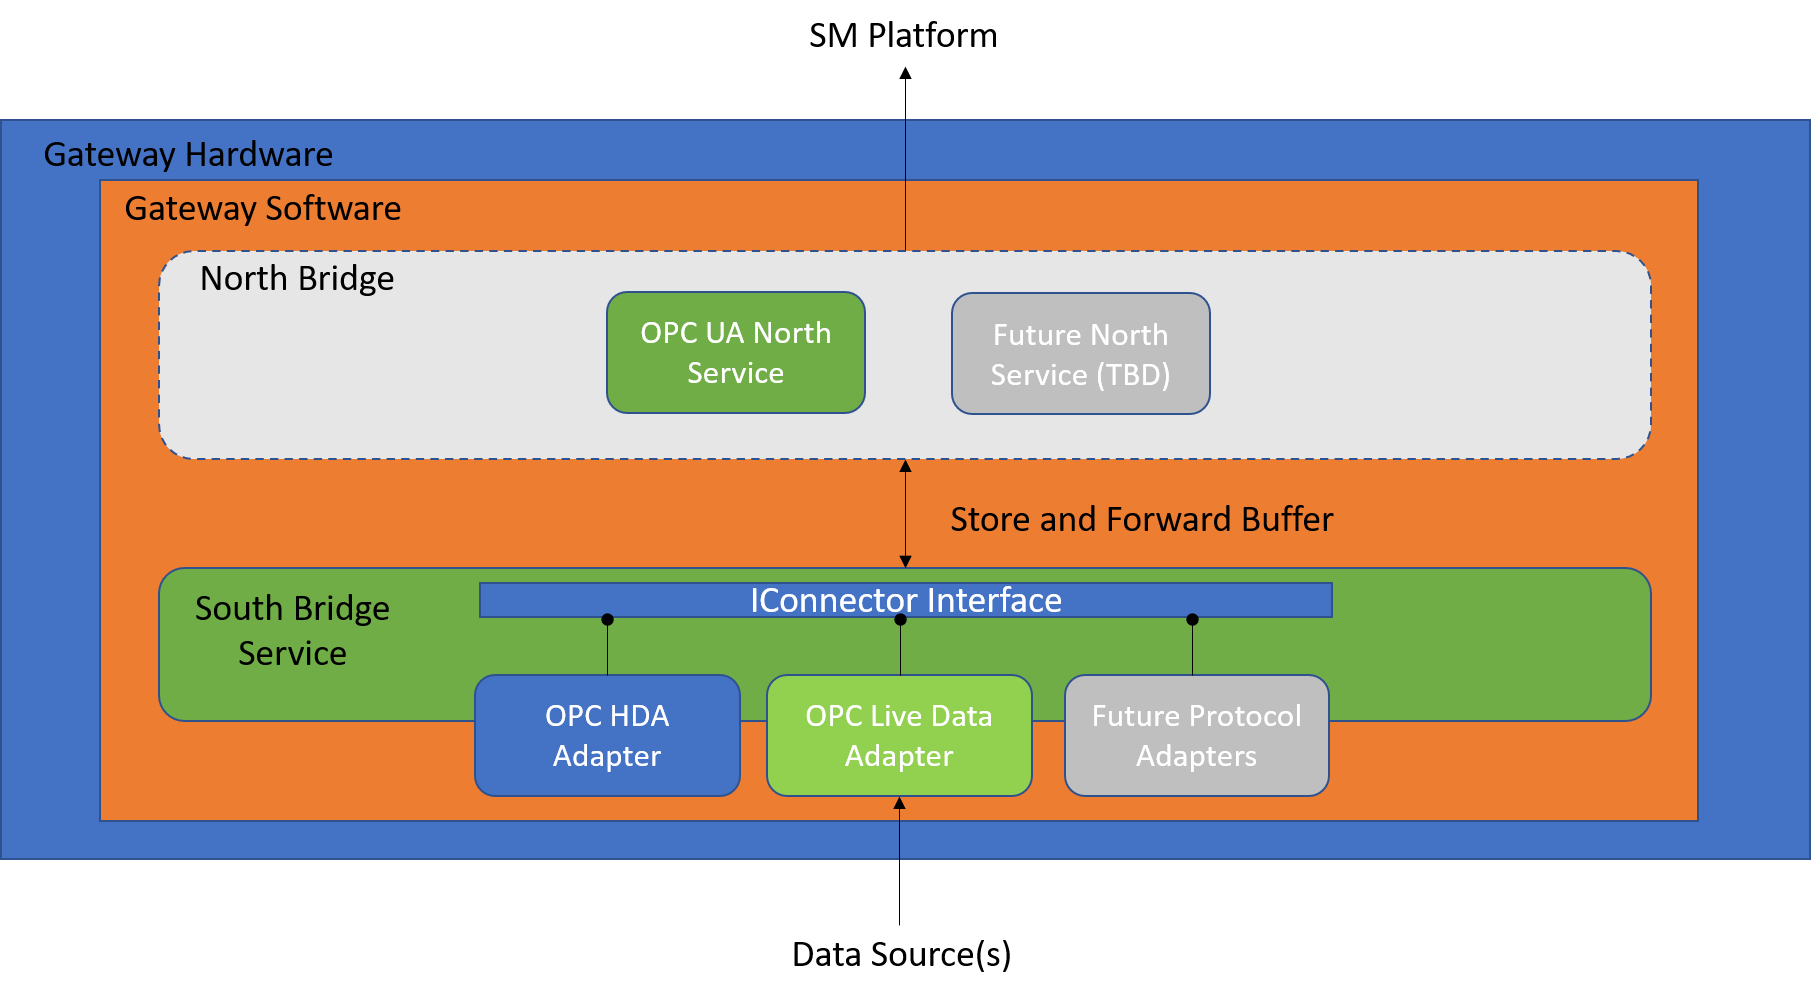 SM Platform
Gateway Hardware
Gateway Software
North Bridge
OPC UA North
Service
Future North
Service (TBD)
Store and Forward Buffer
South Bridge
Service
IConnector Interface
OPC HDA
Adapter
OPC Live Data
Adapter
Future Protocol
Adapters
Data Source(s)